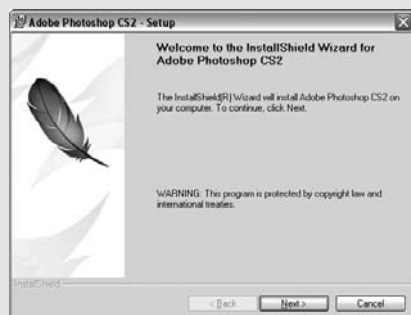 Adobe Photoshop CS2 - Setup
Welcome to the InstallShield Wizard for
Adobe Photoshop CS2
The InstallShield(R) Wizard will install Adobe Photoshop CS2 on
your computer. To continue, click Next.
WARNING: This program is protected by copyright law and
international treaties.
InstallShield
< Back Next > Cancel